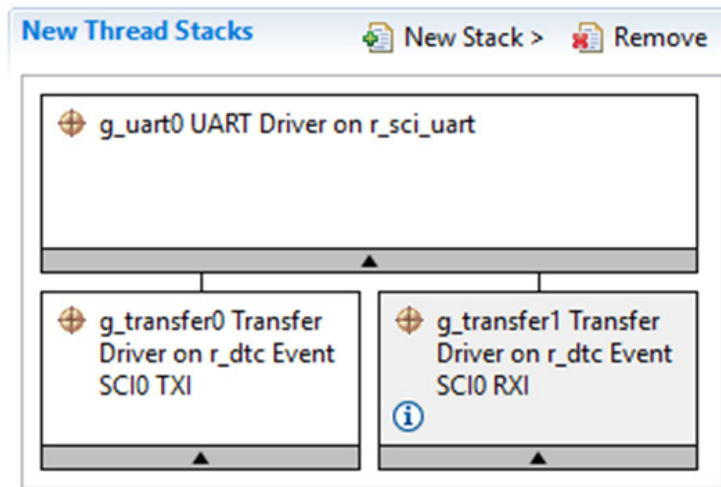 New Thread Stacks
New Stack >
Remove
g_uart0 UART Driver on r_sci_uart
g_transfer0 Transfer
Driver on r_dtc Event
SCI0 TXI
g_transfer1 Transfer
Driver on r_dtc Event
SCI0 RXI